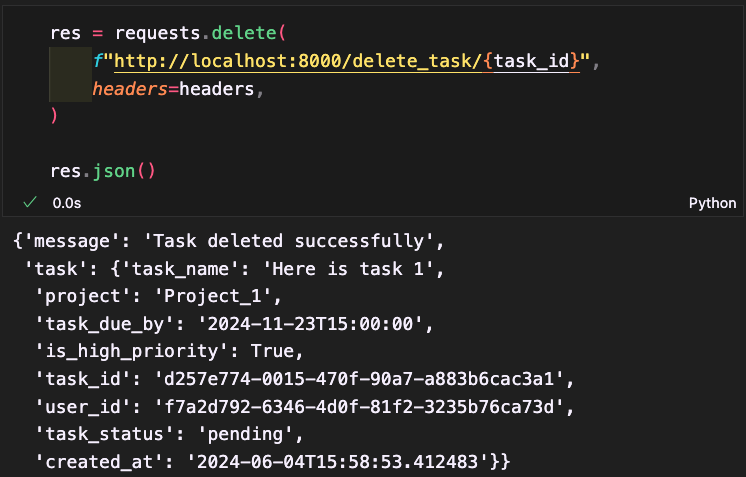 res = requests.delete(
    f"http://localhost:8000/delete_task/{task_id}",
    headers=headers,
)
res.json()
0.0s Python
{'message': 'Task deleted successfully',
 'task': {'task_name': 'Here is task 1',
  'project': 'Project_1',
  'task_due_by': '2024-11-23T15:00:00',
  'is_high_priority': True,
  'task_id': 'd257e774-0015-470f-90a7-a883b6cac3a1',
  'user_id': 'f7a2d792-6346-4d0f-81f2-3235b76ca73d',
  'task_status': 'pending',
  'created_at': '2024-06-04T15:58:53.412483'}}